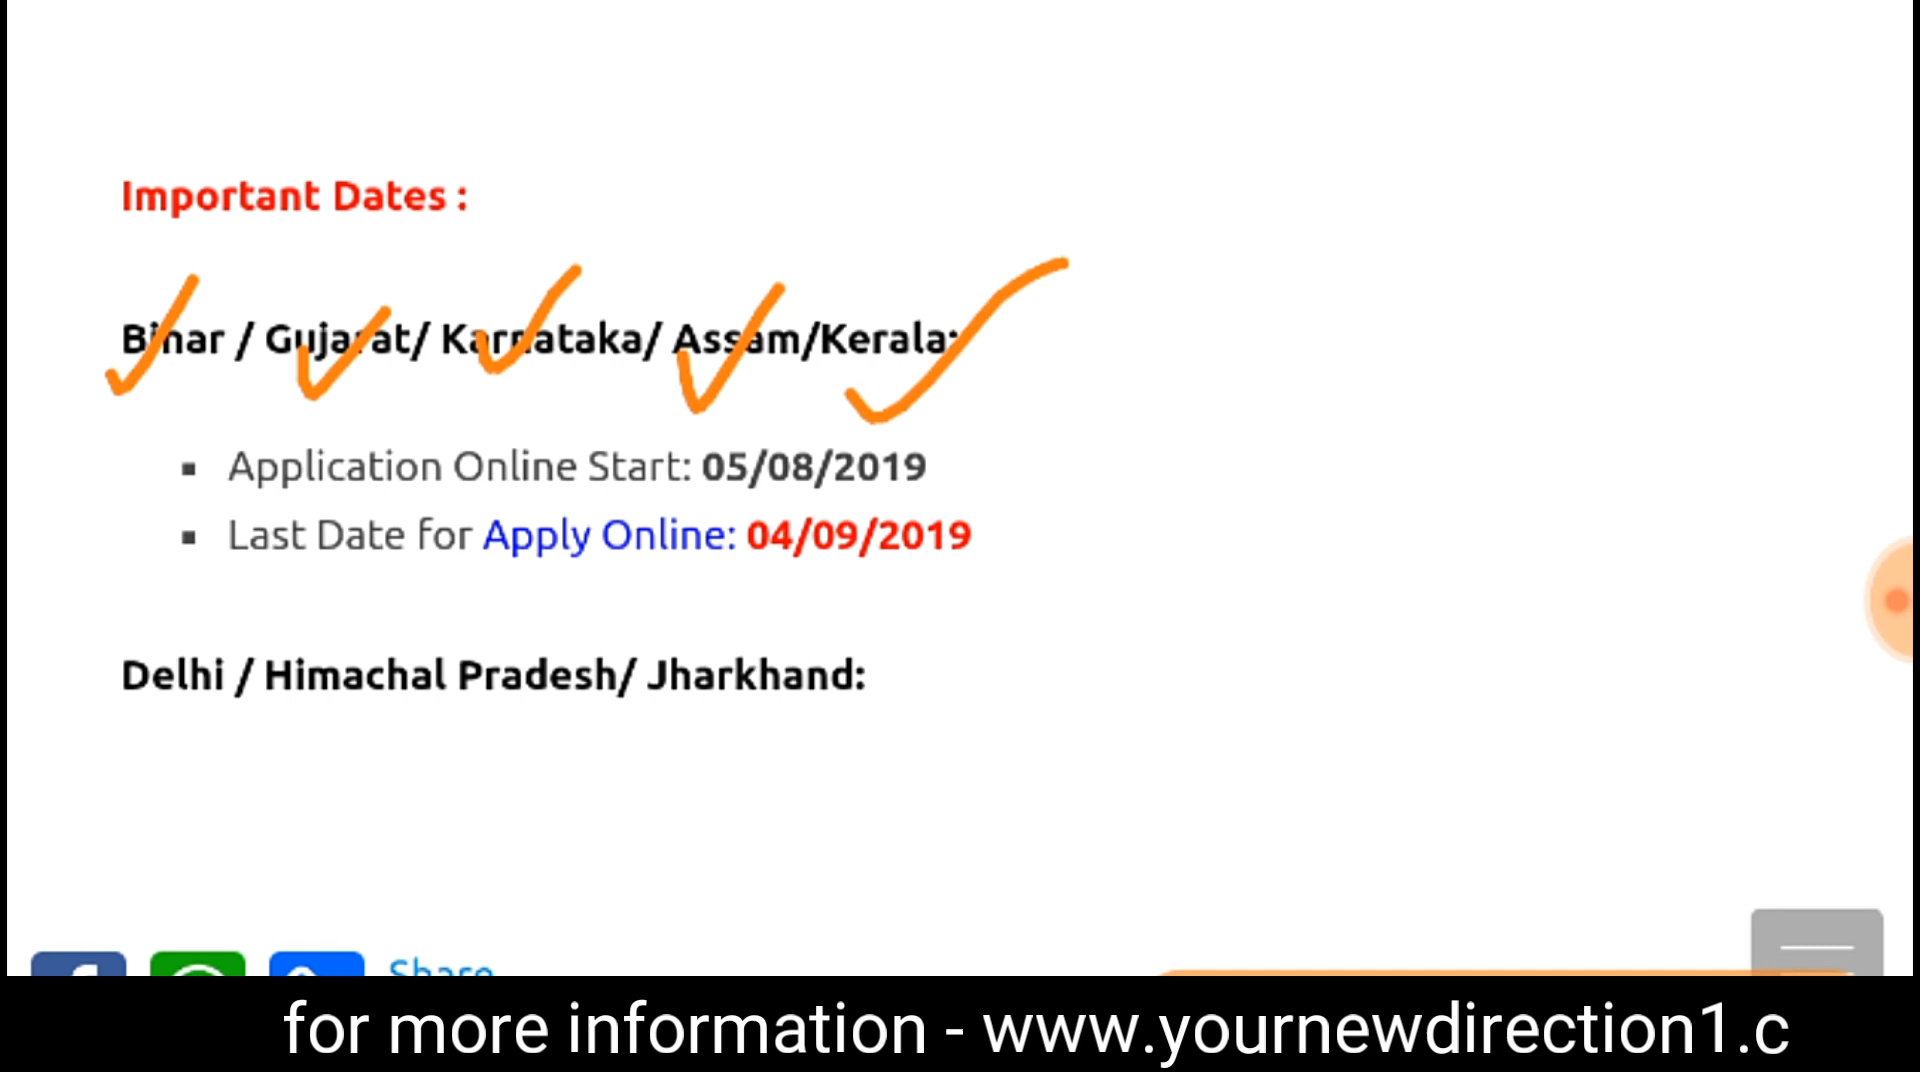 Important Dates :
Bihar / Gujarat/ Karnataka/ Assam/Kerala:
Application Online Start: 05/08/2019
Last Date for Apply Online: 04/09/2019
Delhi / Himachal Pradesh/ Jharkhand:
Share
for more information - www.yournewdirection1.c